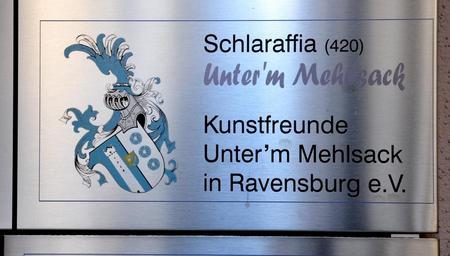 Schlaraffia (420)
Unter'm Mehlsack
Kunstfreunde
Unter'm Mehlsack
in Ravensburg e.V.